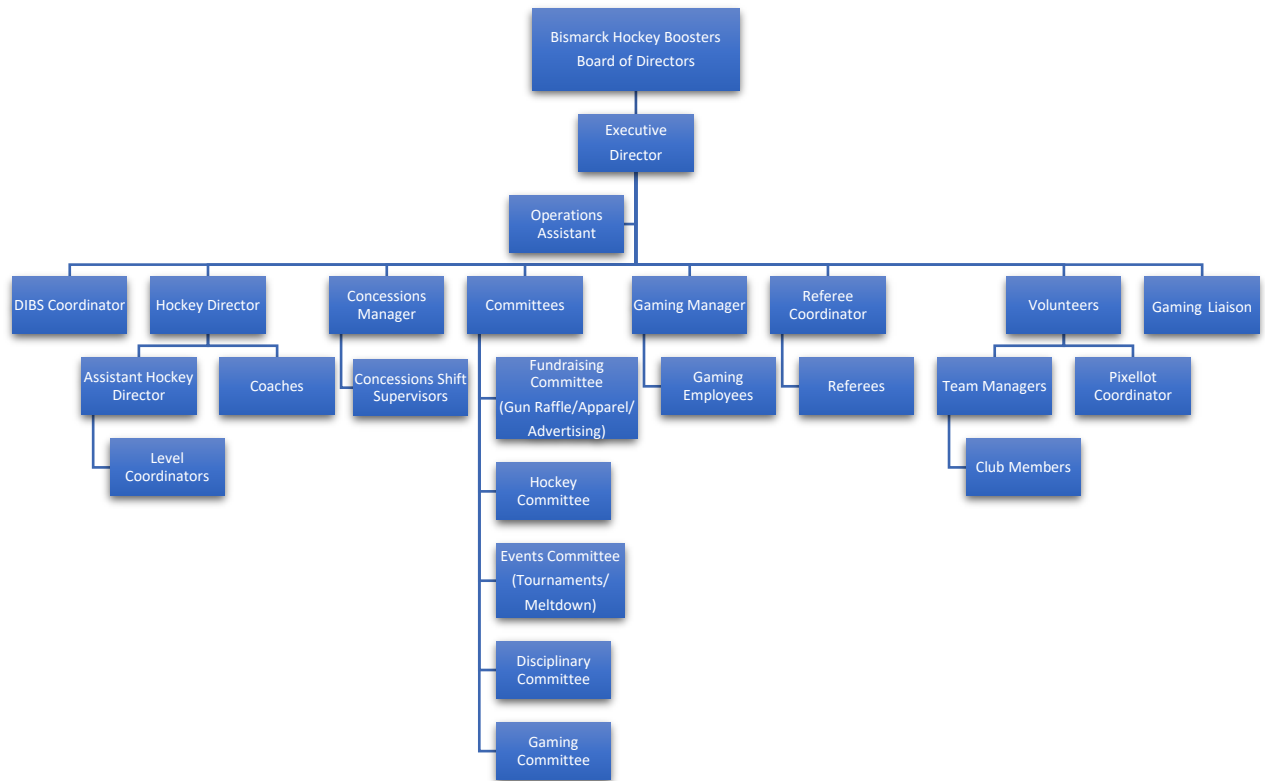 Bismarck Hockey Boosters
Board of Directors
Executive
Director
Operations
Assistant
DIBS Coordinator
Hockey Director
Concessions
Manager
Committees
Gaming Manager
Referee
Coordinator
Volunteers
Gaming Liaison
Assistant Hockey
Director
Coaches
Concessions Shift
Supervisors
Fundraising
Committee
(Gun Raffle/Apparel/
Advertising)
Gaming
Employees
Referees
Team Managers
Pixellot
Coordinator
Level
Coordinators
Club Members
Hockey
Committee
Events Committee
(Tournaments/
Meltdown)
Disciplinary
Committee
Gaming
Committee